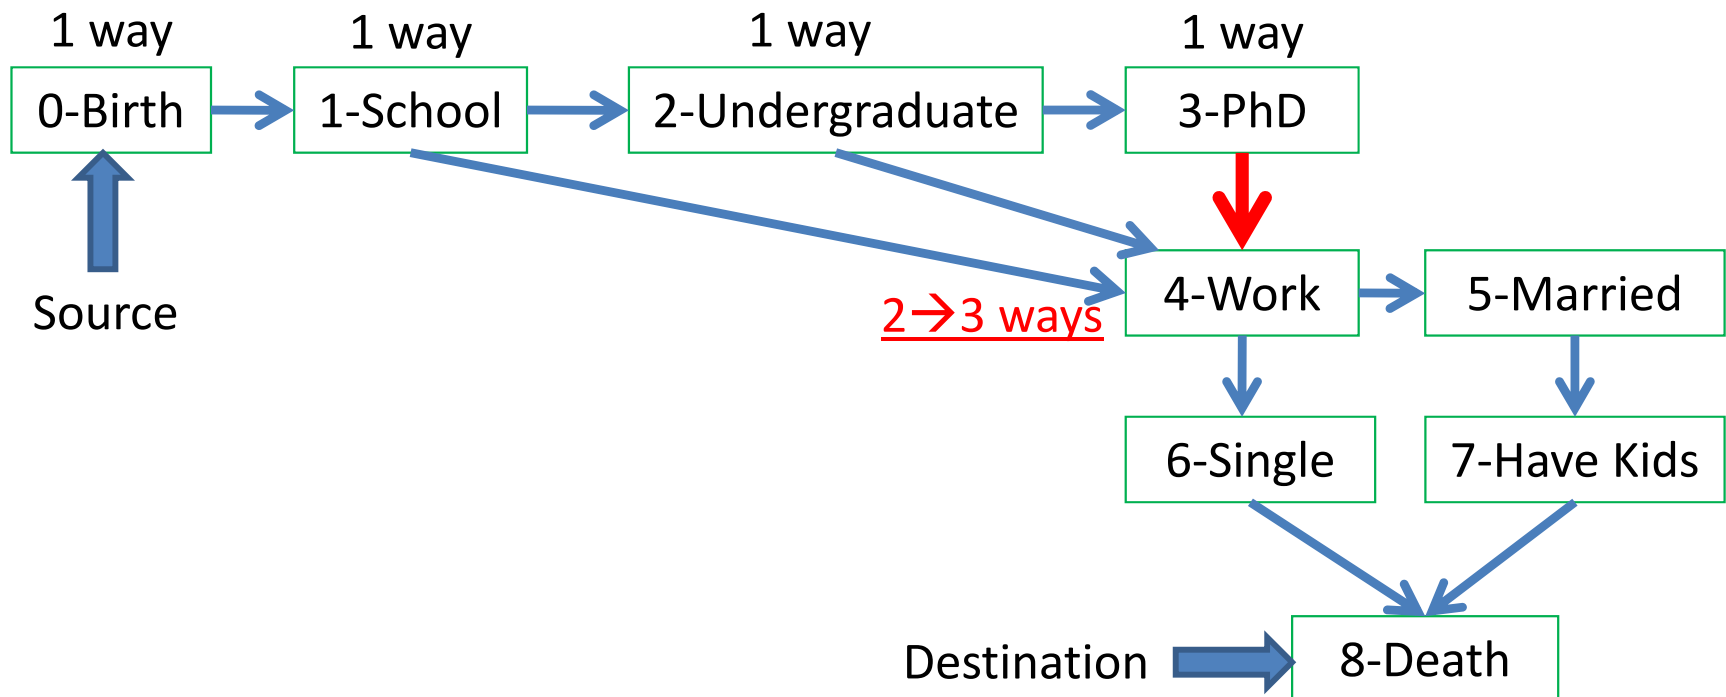 1 way
1 way
1 way
1 way
0-Birth
1-School
2-Undergraduate
3-PhD
Source
2→3 ways
4-Work
5-Married
6-Single
7-Have Kids
Destination
8-Death